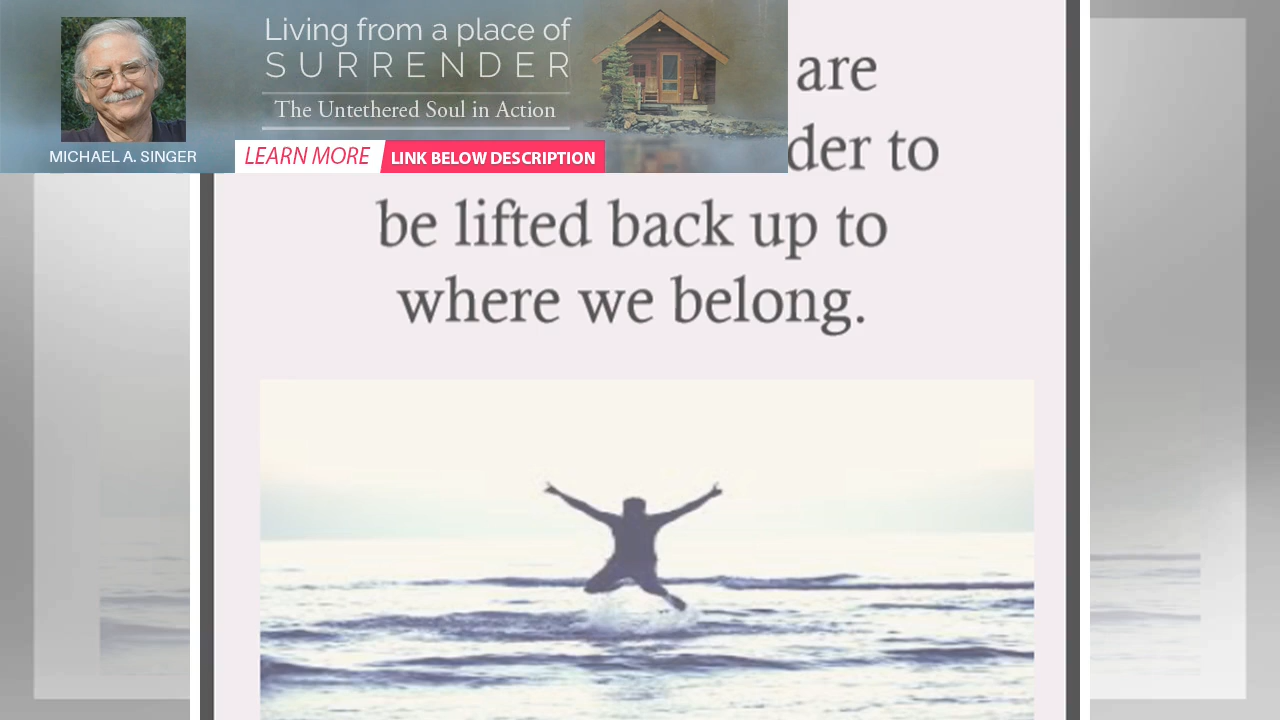 Living from a place of
SURRENDER
The Untethered Soul in Action
MICHAEL A. SINGER
LEARN MORE
LINK BELOW DESCRIPTION
are
der to
be lifted back up to
where we belong.